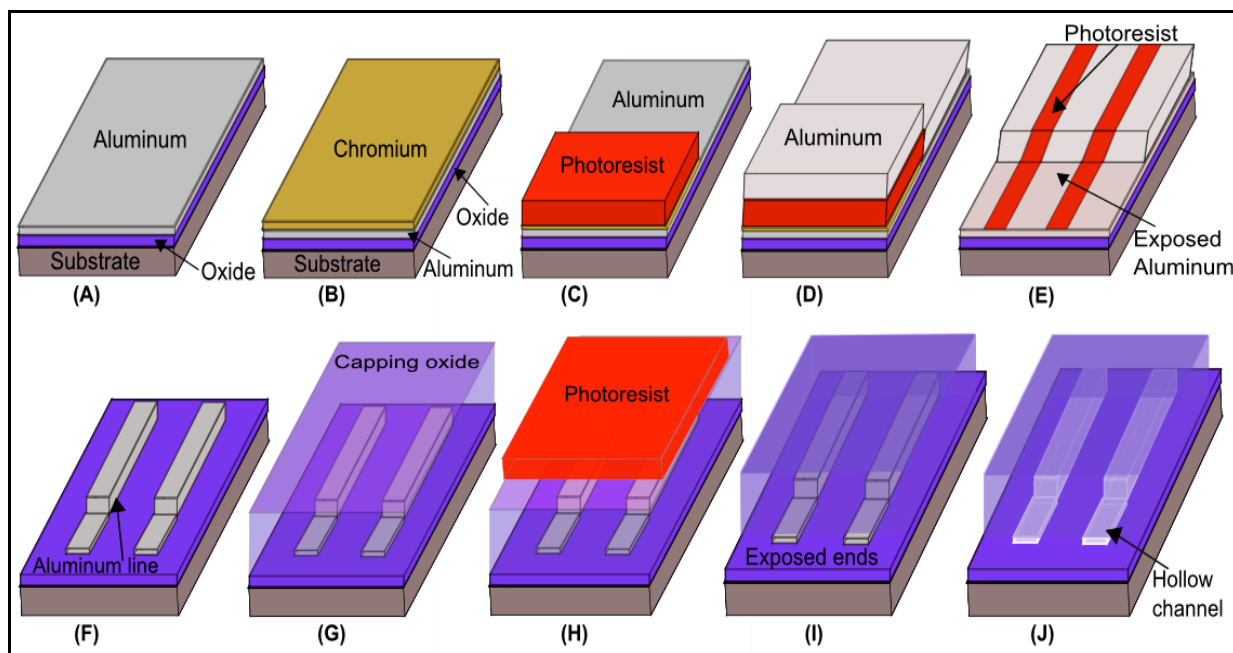 Aluminum
Substrate
Oxide
(A)
Chromium
Oxide
Substrate
Aluminum
(B)
Aluminum
Photoresist
(C)
Aluminum
(D)
Photoresist
Exposed
Aluminum
(E)
Aluminum line
(F)
Capping oxide
(G)
Photoresist
(H)
Exposed ends
(I)
Hollow
channel
(J)